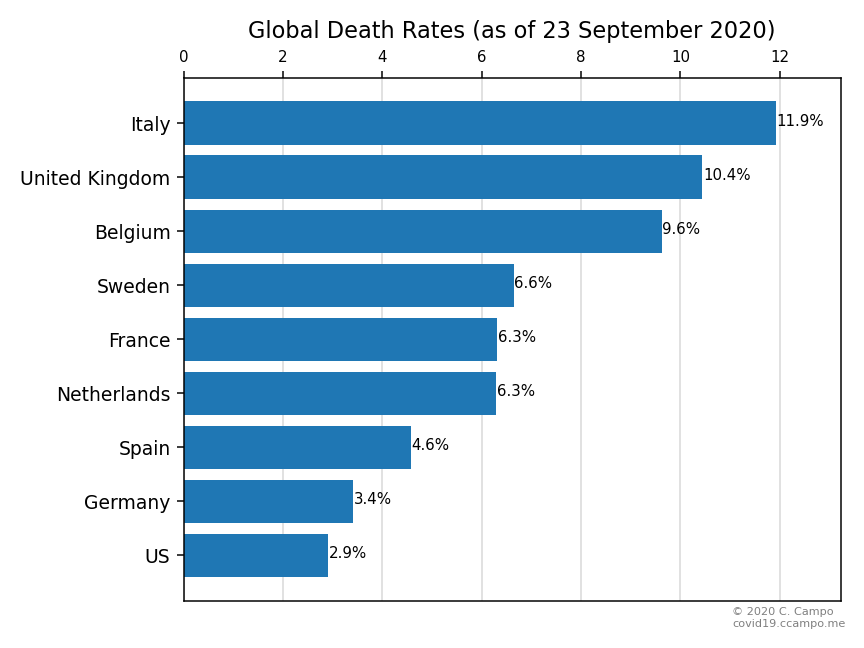 Global Death Rates (as of 23 September 2020)
0 2 4 6 8 10 12
Italy 11.9%
United Kingdom 10.4%
Belgium 9.6%
Sweden 6.6%
France 6.3%
Netherlands 6.3%
Spain 4.6%
Germany 3.4%
US 2.9%
© 2020 C. Campo
covid19.ccampo.me